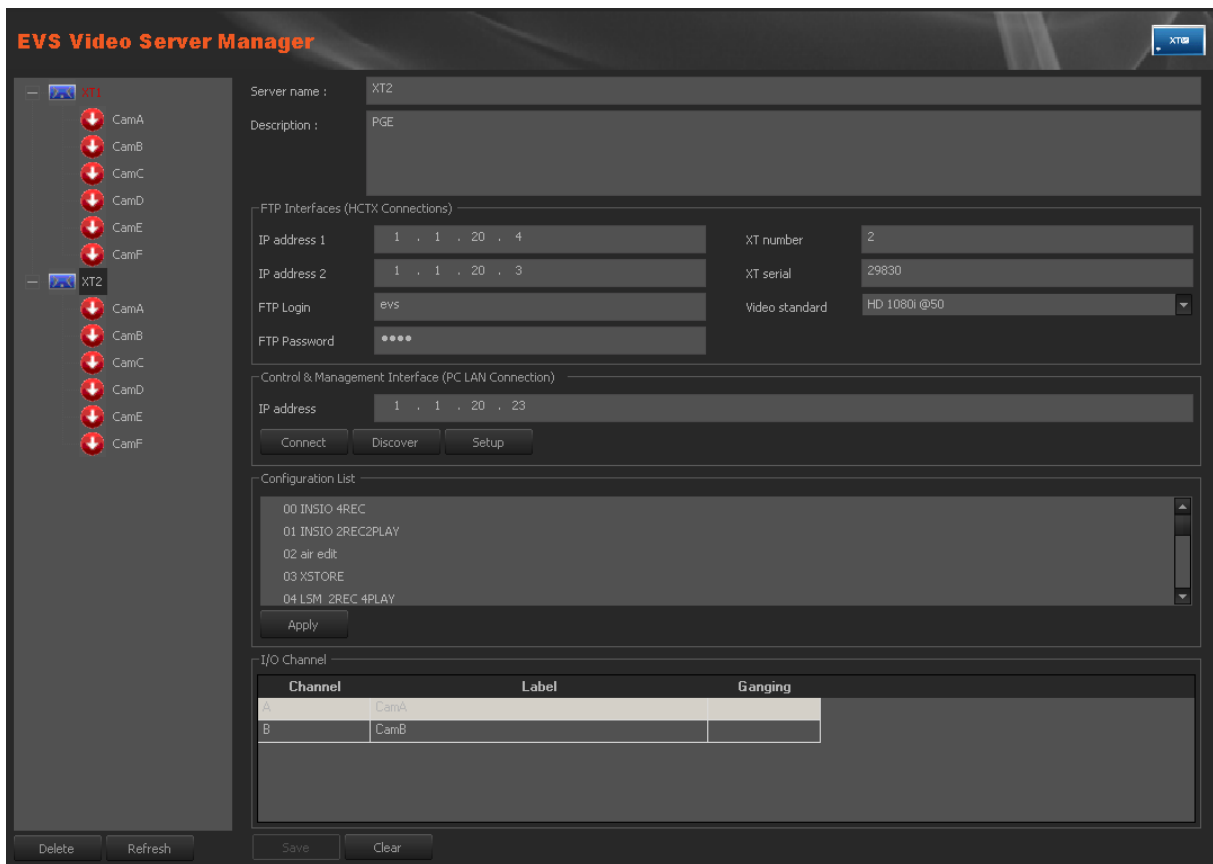 EVS Video Server Manager
XT
XT1
CamA
CamB
CamC
CamD
CamE
CamF
XT2
CamA
CamB
CamC
CamD
CamE
CamF
Delete Refresh
Server name : XT2
Description : PGE
FTP Interfaces (HCTX Connections)
IP address 1 1 . 1 . 20 . 4 XT number 2
IP address 2 1 . 1 . 20 . 3 XT serial 29830
FTP Login evs Video standard HD 1080i @50
FTP Password ●●●●
Control & Management Interface (PC LAN Connection)
IP address 1 . 1 . 20 . 23
Connect Discover Setup
Configuration List
00 INSIO 4REC
01 INSIO 2REC2PLAY
02 air edit
03 XSTORE
04 LSM 2REC 4PLAY
Apply
I/O Channel
Channel Label Ganging
A CamA
B CamB
Save Clear